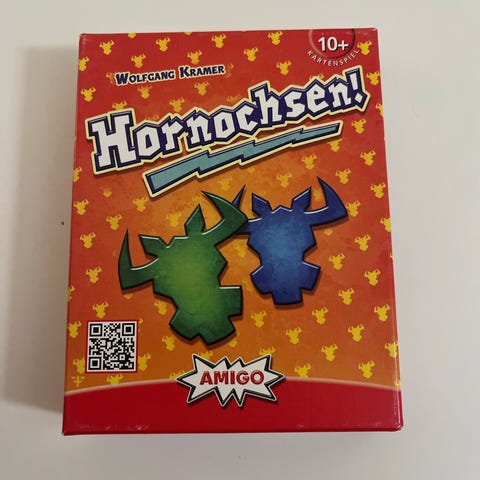 10+
KARTENSPIEL
WOLFGANG KRAMER
Hornochsen!
AMIGO